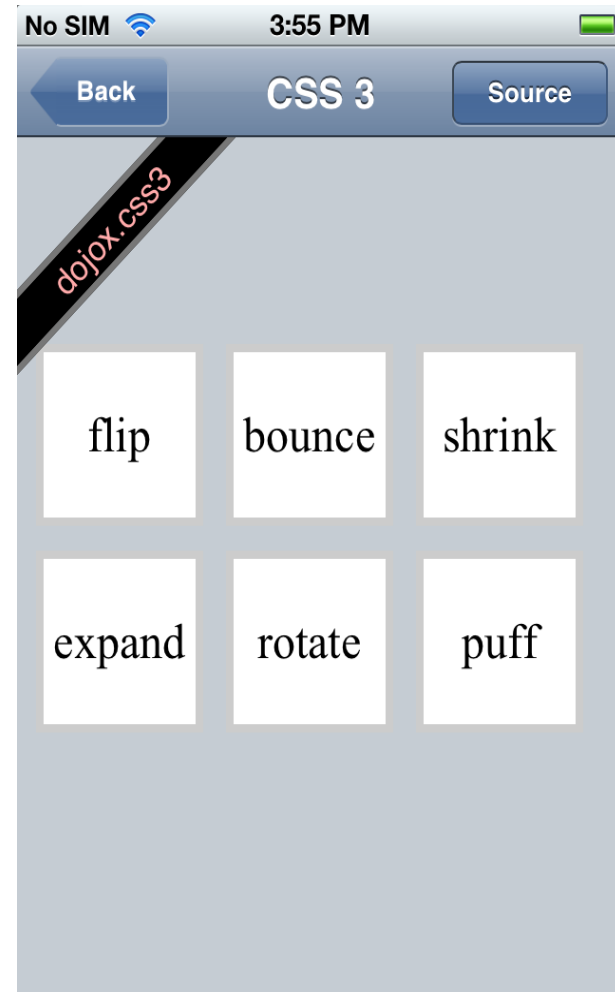 No SIM 3:55 PM
Back CSS 3 Source
dojox.css3
flip bounce shrink
expand rotate puff